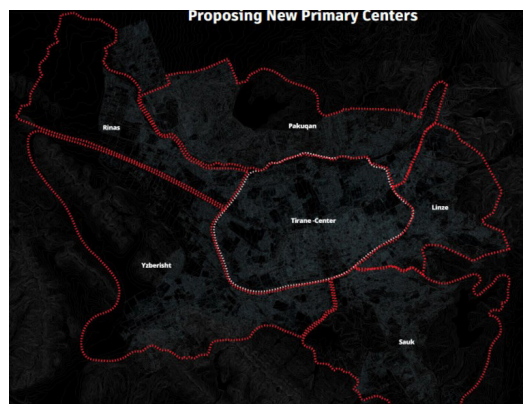 Proposing New Primary Centers
Rinas
Pakuqan
Linze
Tirane -Center
Yzberisht
Sauk